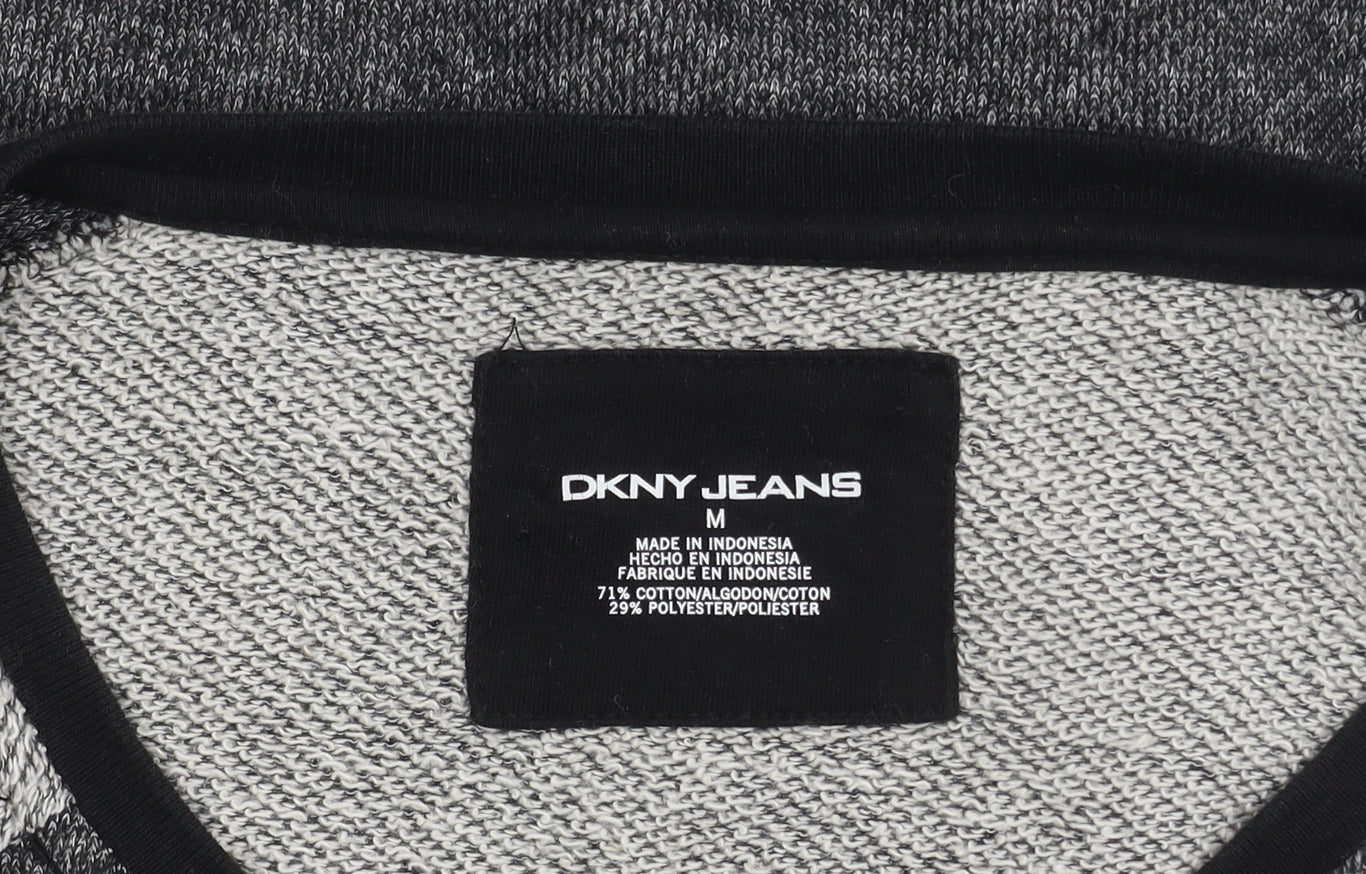 DKNY JEANS
M
MADE IN INDONESIA
HECHO EN INDONESIA
FABRIQUE EN INDONESIE
71% COTTON/ALGODON/COTON
29% POLYESTER/POLIESTER